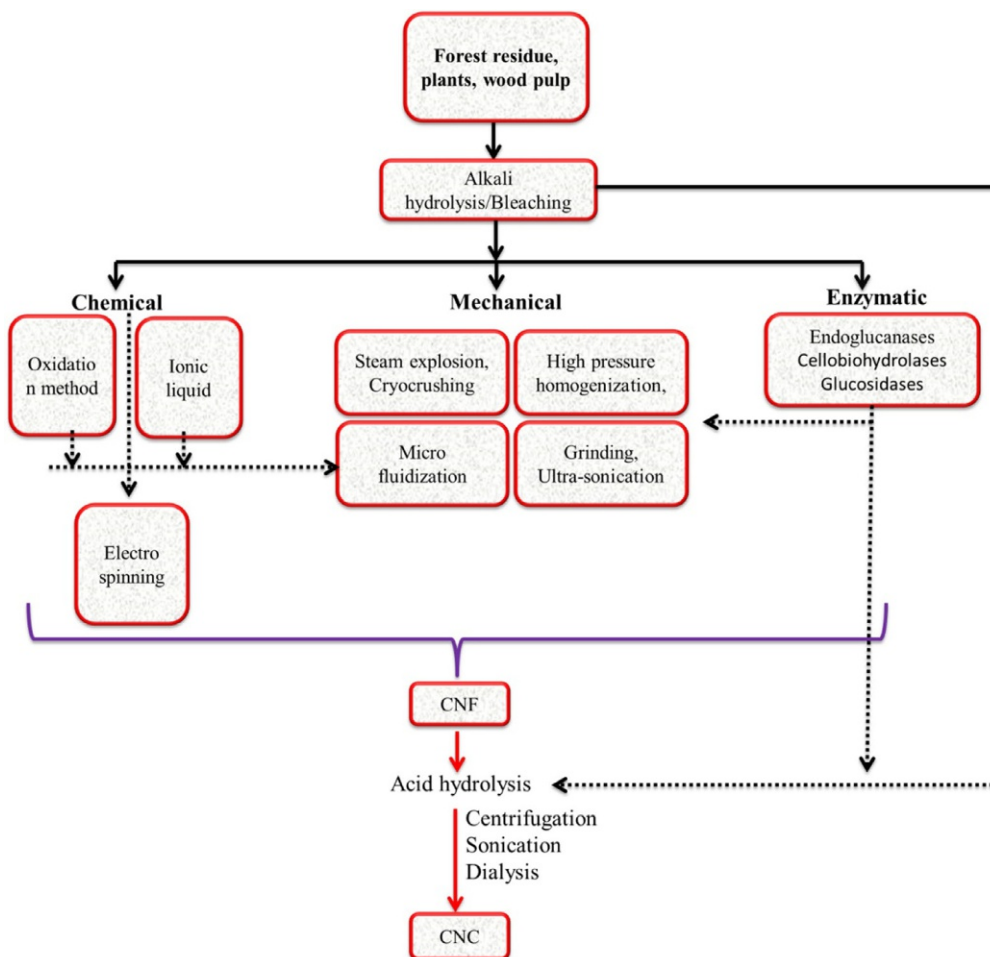 Forest residue,
plants, wood pulp
Alkali
hydrolysis/Bleaching
Chemical
Mechanical
Enzymatic
Oxidatio
n method
Ionic
liquid
Steam explosion,
Cryocrushing
High pressure
homogenization,
Endoglucanases
Cellobiohydrolases
Glucosidases
Micro
fluidization
Grinding,
Ultra-sonication
Electro
spinning
CNF
Acid hydrolysis
Centrifugation
Sonication
Dialysis
CNC